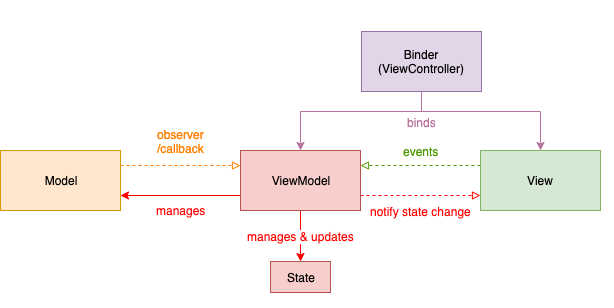 Binder
(ViewController)
binds
observer
/callback
events
Model
ViewModel
View
manages
notify state change
manages & updates
State